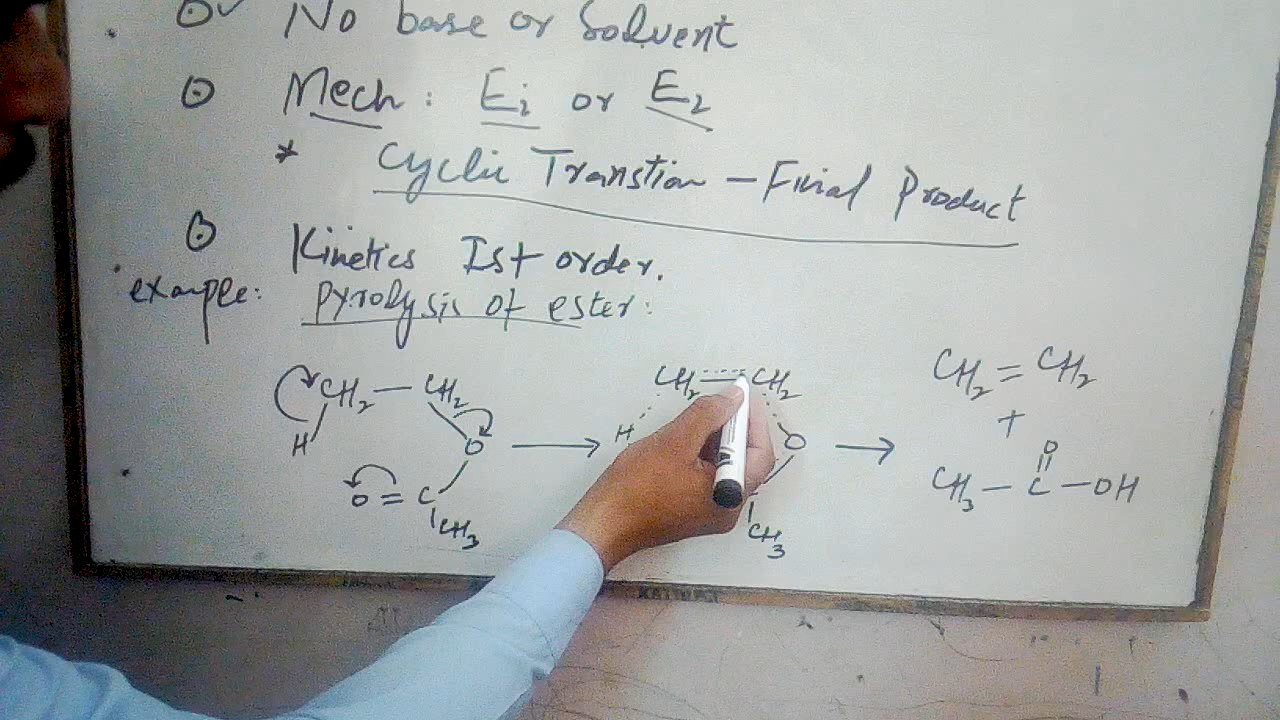 No base or Solvent
Mech: Ei or E2
* Cyclic Transtion - Final Product
Kinetics Ist order.
example: Pyrolysis of ester:
CH2 — CH2
H
O
O = C
CH3
CH2 = CH2
H
O
CH3
CH2 = CH2
+
O
CH3 — C — OH